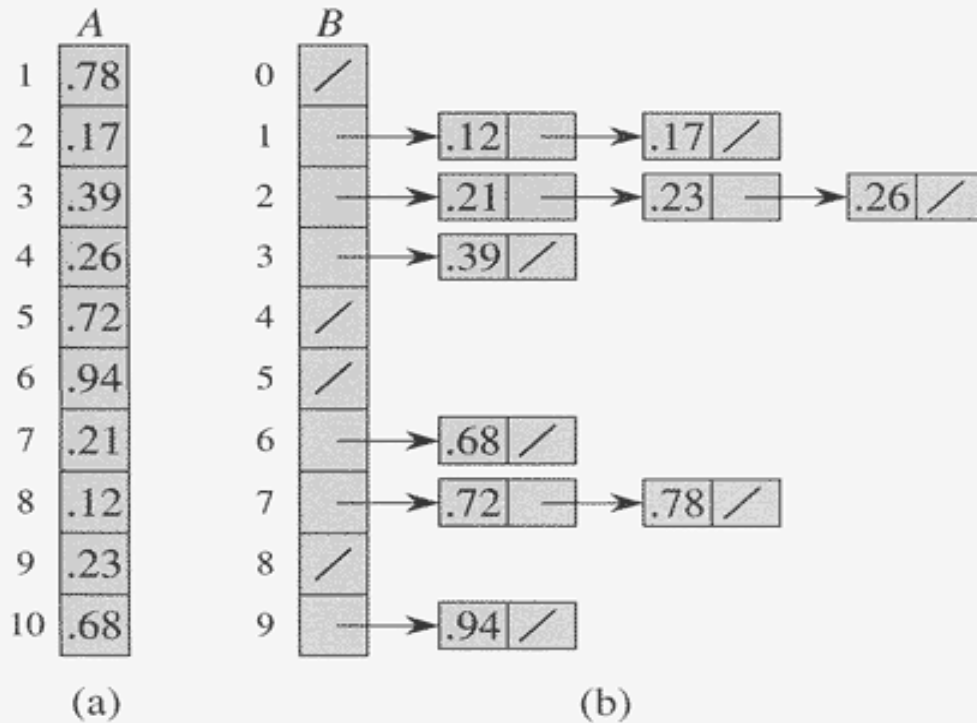 A B
1 .78 0 /
2 .17 1 .12 .17 /
3 .39 2 .21 .23 .26 /
4 .26 3 .39 /
5 .72 4 /
6 .94 5 /
7 .21 6 .68 /
8 .12 7 .72 .78 /
9 .23 8 /
10 .68 9 .94 /
(a) (b)